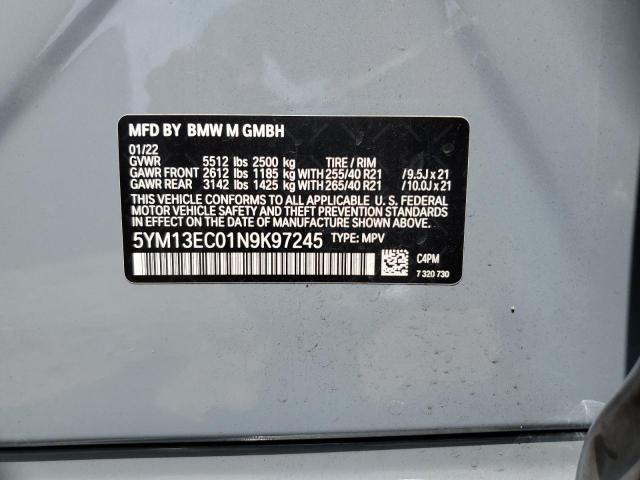 MFD BY BMW M GMBH
01/22
GVWR 5512 lbs 2500 kg TIRE / RIM
GAWR FRONT 2612 lbs 1185 kg WITH 255/40 R21 / 9.5J x 21
GAWR REAR 3142 lbs 1425 kg WITH 265/40 R21 / 10.0J x 21
THIS VEHICLE CONFORMS TO ALL APPLICABLE U. S. FEDERAL
MOTOR VEHICLE SAFETY AND THEFT PREVENTION STANDARDS
IN EFFECT ON THE DATE OF MANUFACTURE SHOWN ABOVE.
5YM13EC01N9K97245 TYPE: MPV
C4PM
7 320 730